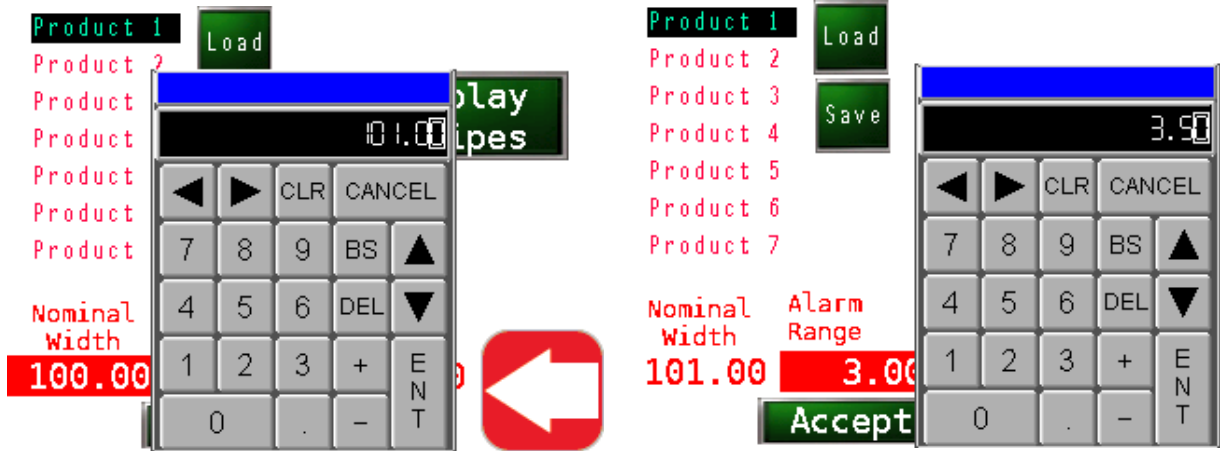 Product 1
Load
Product 2
Product
play
101.00
Product
ipes
Product
CLR CANCEL
Product
Product
7 8 9 BS
4 5 6 DEL
Nominal
Width
1 2 3 +
100.00
ENT
0 . -
Product 1
Load
Product 2
Product 3
Save
3.50
Product 4
Product 5
CLR CANCEL
Product 6
Product 7
7 8 9 BS
4 5 6 DEL
Nominal
Width
Alarm
Range
1 2 3 +
101.00
3.00
ENT
Accept
0 . -